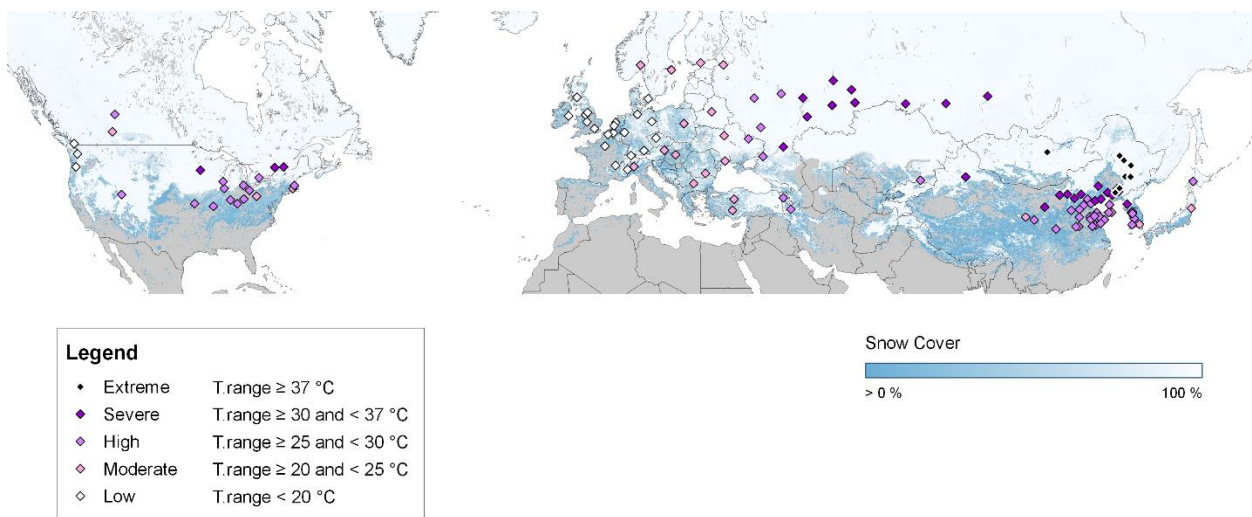 Legend
Extreme T.range ≥ 37 °C
Severe T.range ≥ 30 and < 37 °C
High T.range ≥ 25 and < 30 °C
Moderate T.range ≥ 20 and < 25 °C
Low T.range < 20 °C
Snow Cover
> 0 % 100 %